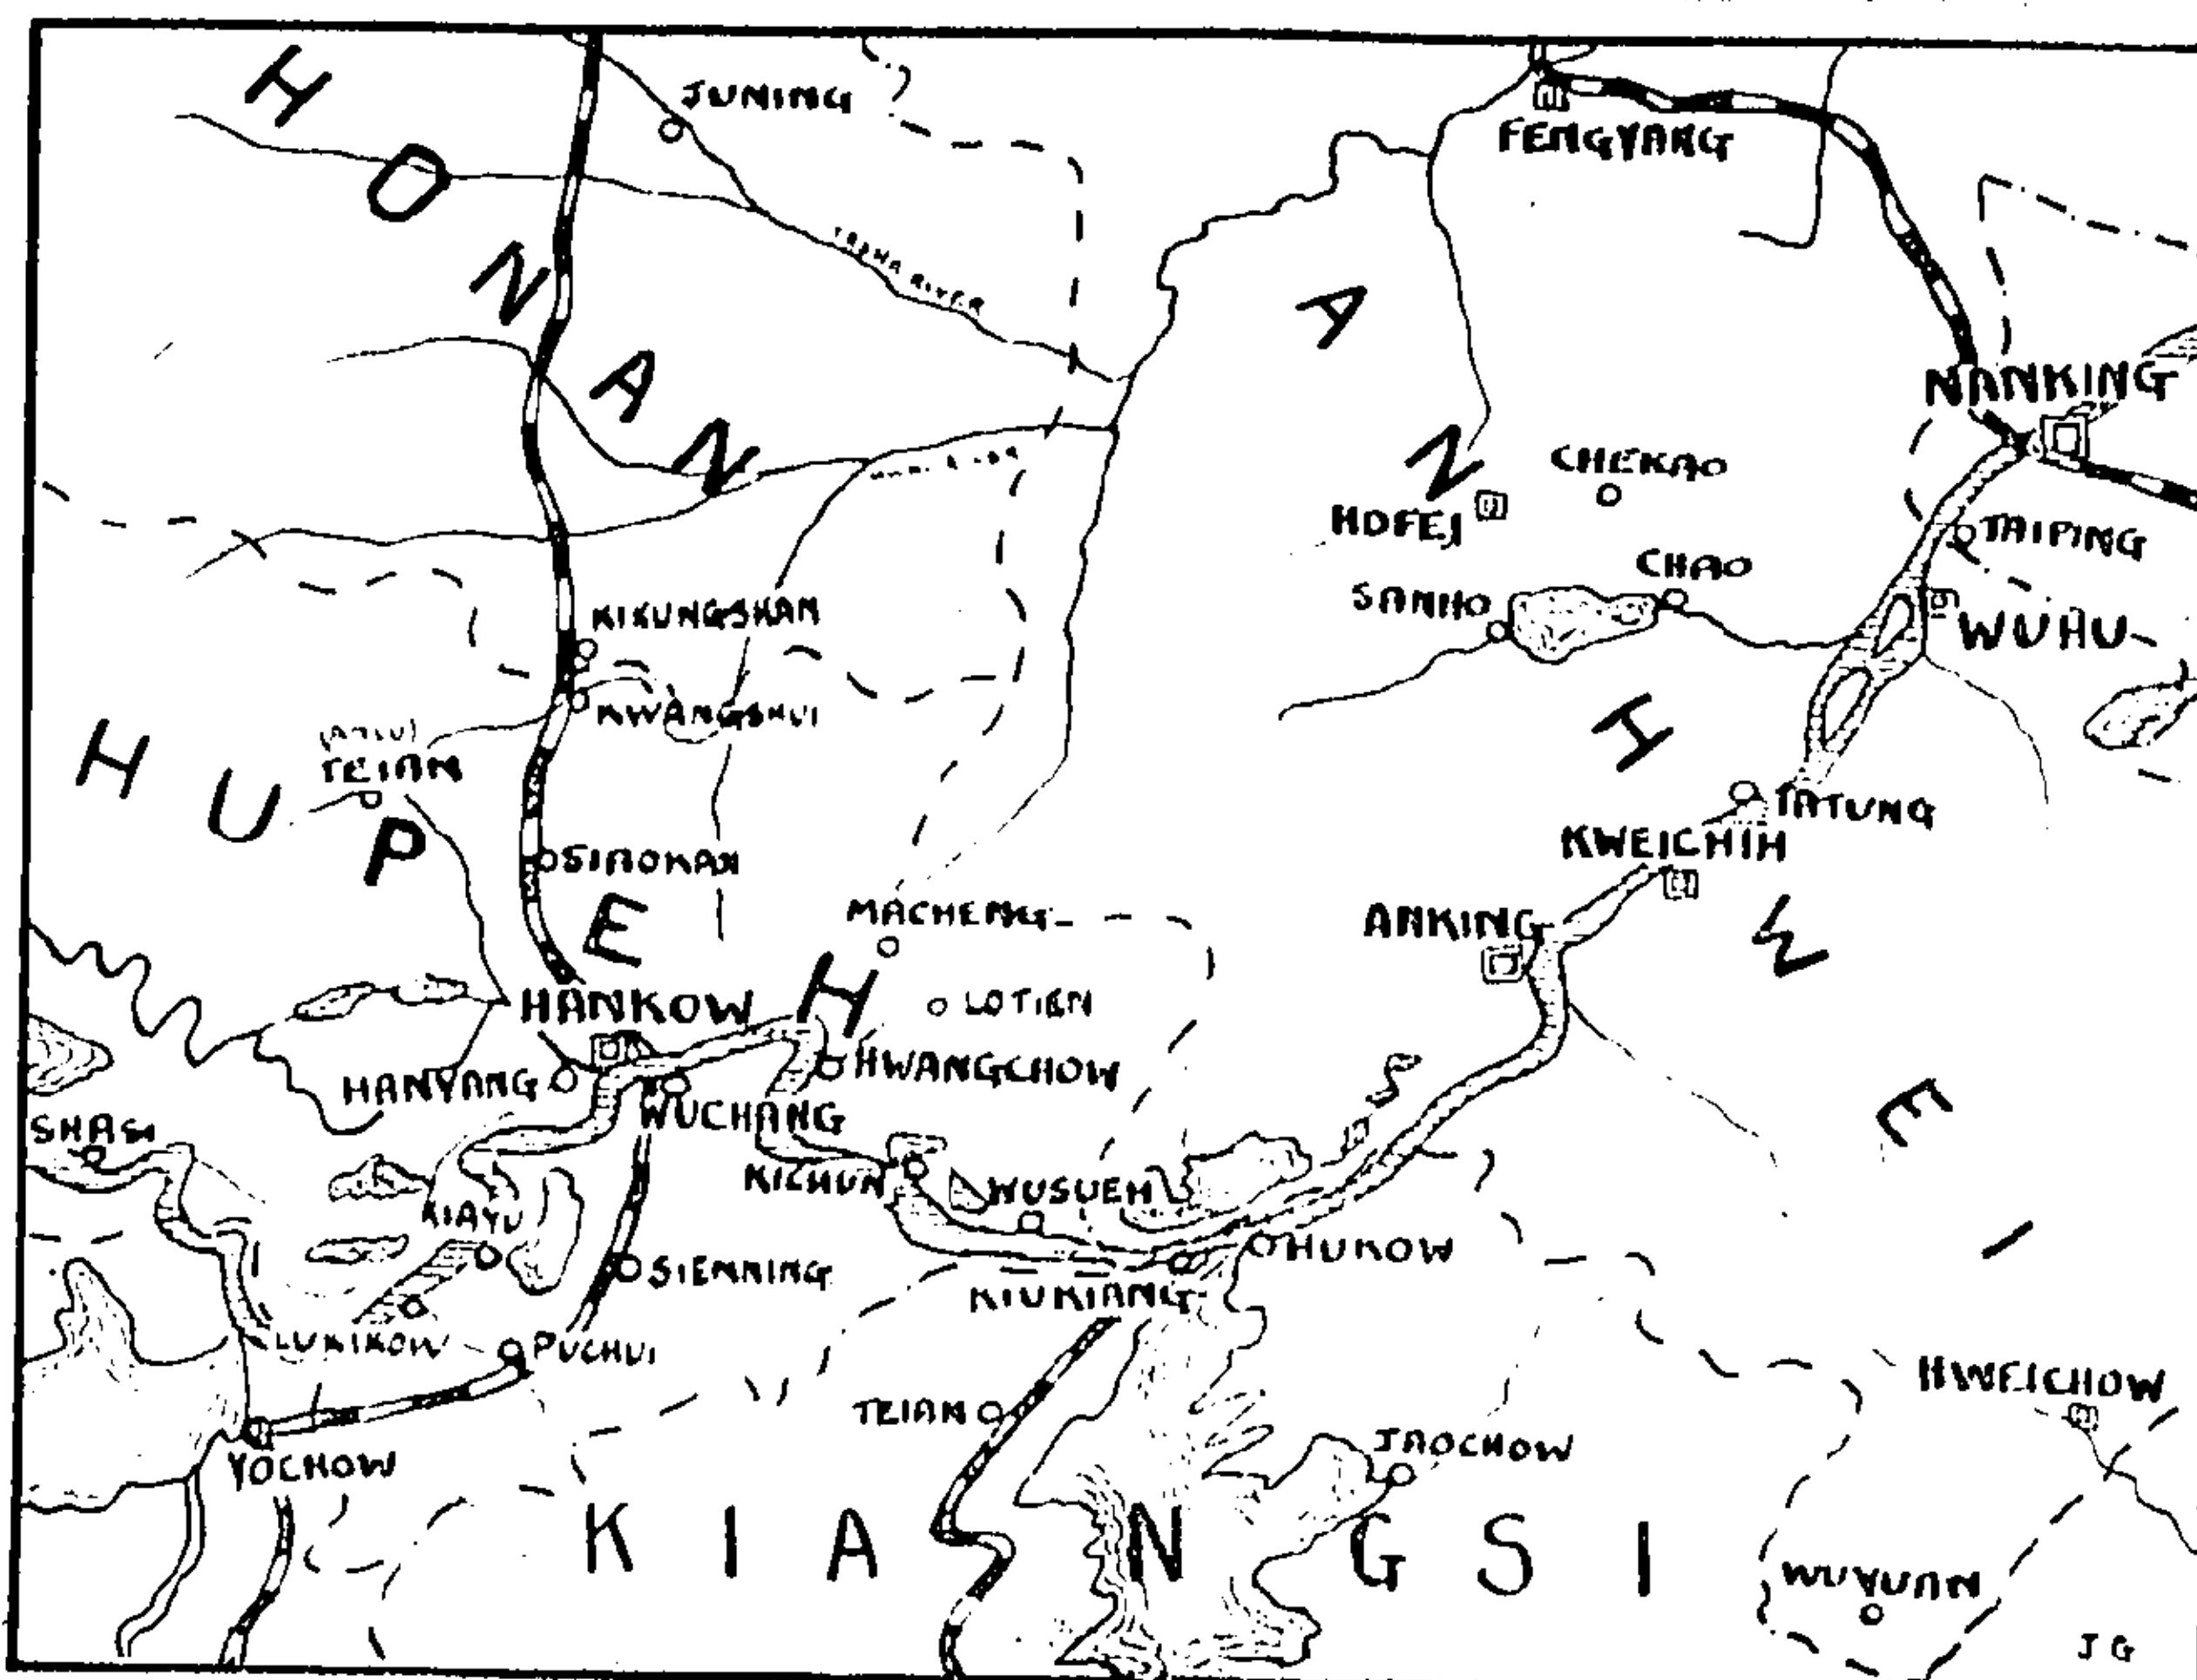 HONAN
JUNING
FENGYANG
NANKING
CHEKAO
HOFEI
TAIPING
CHAO
SANHO
WUHU
KIKUNGSHAN
KWANGSHUI
TEIAN
HUPEH
TATUNG
KWEICHIH
SIAOKAN
MACHENG
ANKING
ANHWEI
HANKOW
LOTIEN
HWANGCHOW
HANYANG
WUCHANG
SHASI
KICHUN
WUSUEH
KIAYU
HUKOW
SIENNING
KIUKIANG
LUKIKOW
PUCHUI
HWEICHOW
TEIAN
YOCHOW
JAOCHOW
KIANGSI
WUYUAN
JG